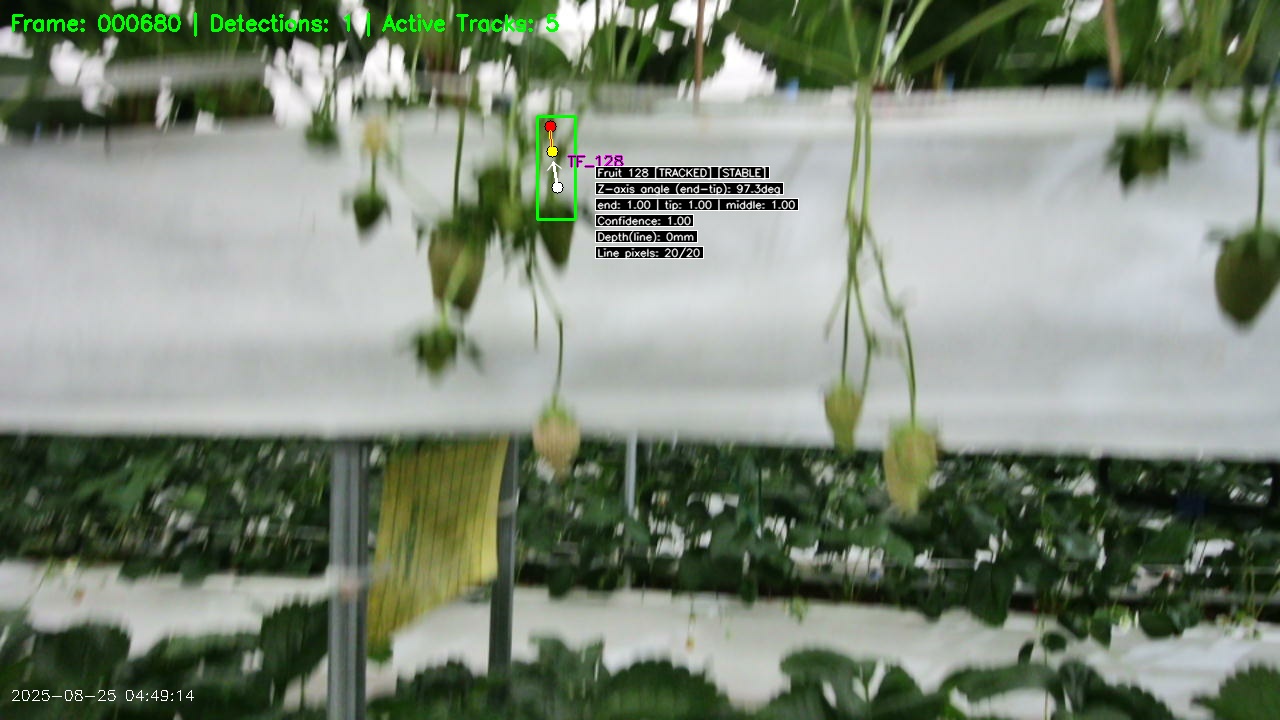 Frame: 000680 | Detections: 1 | Active Tracks: 5
TF_128
Fruit 128 [TRACKED] [STABLE]
Z-axis angle (end-tip): 97.3deg
end: 1.00 | tip: 1.00 | middle: 1.00
Confidence: 1.00
Depth(line): 0mm
Line pixels: 20/20
2025-08-25 04:49:14